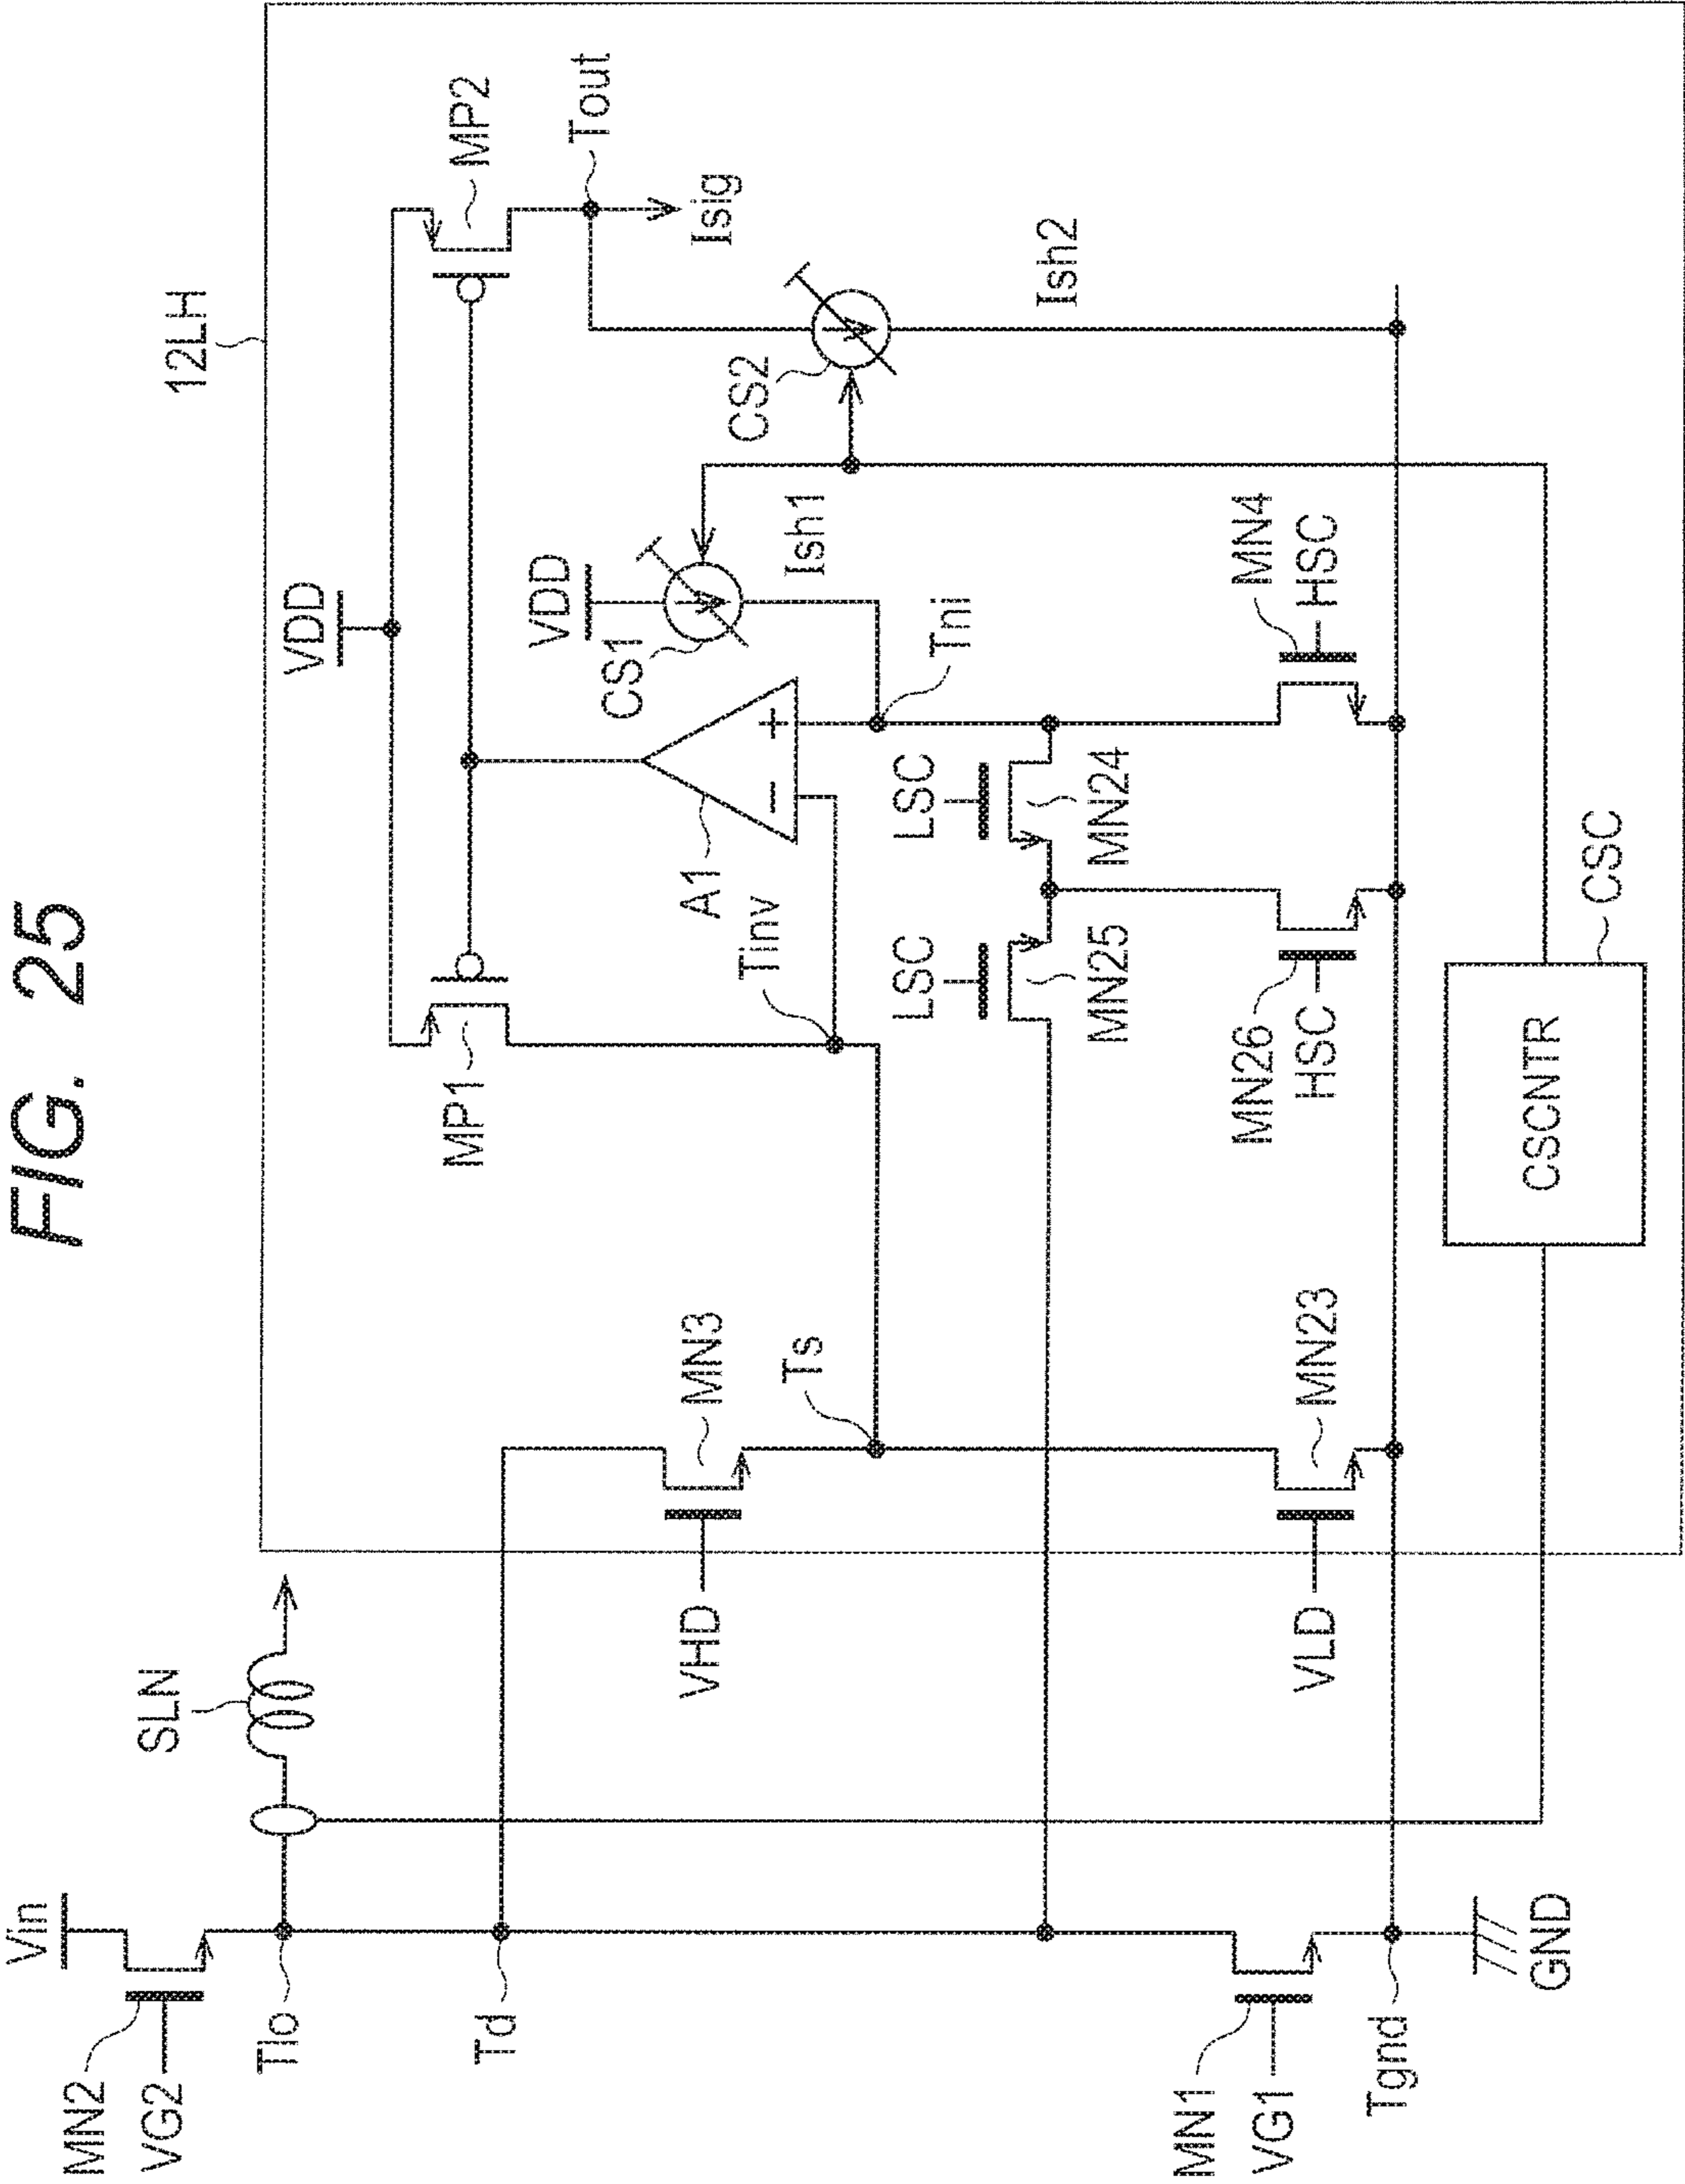 FIG. 25
12LH
Vin
MN2
VG2
Tlo
SLN
Td
VHD
MN3
Ts
VLD
MN23
MN1
VG1
Tgnd
GND
VDD
MP1
MP2
Tout
Isig
A1
−
+
Tinv
Tni
VDD
CS1
Ish1
CS2
Ish2
LSC
MN25
LSC
MN24
MN26
HSC
MN4
HSC
CSCNTR
CSC